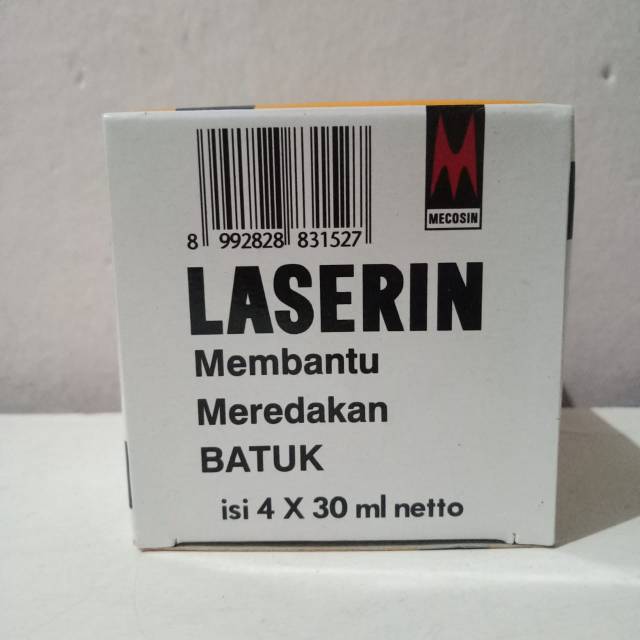 8 992828 831527
MECOSIN
LASERIN
Membantu
Meredakan
BATUK
isi 4 X 30 ml netto